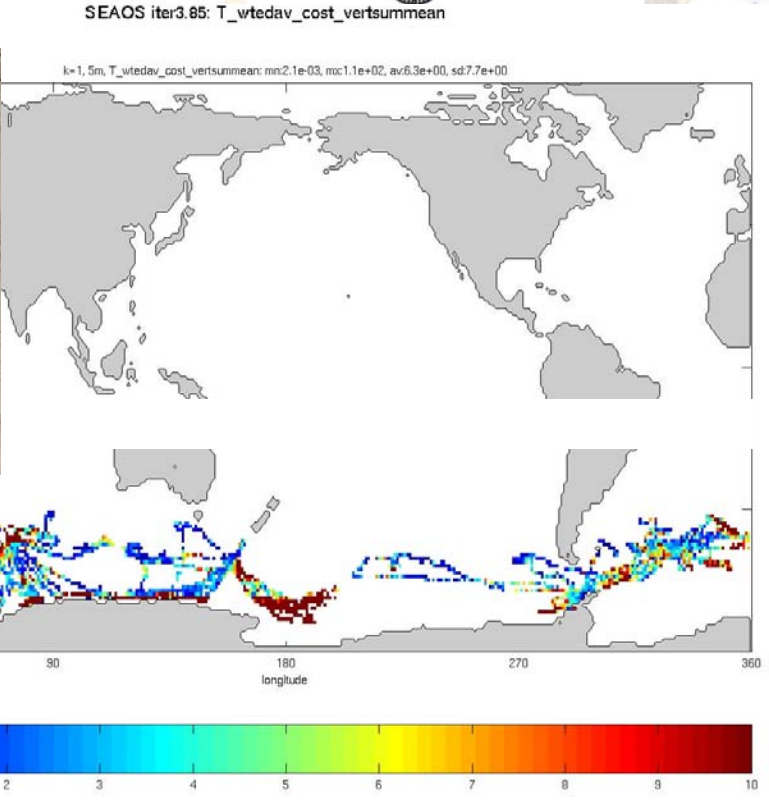 SEAOS iter3.85: T_wtedav_cost_vertsummean
k=1, 5m, T_wtedav_cost_vertsummean: mn:2.1e-03, mx:1.1e+02, av:6.3e+00, sd:7.7e+00
90 180 270 360
longitude
2 3 4 5 6 7 8 9 10